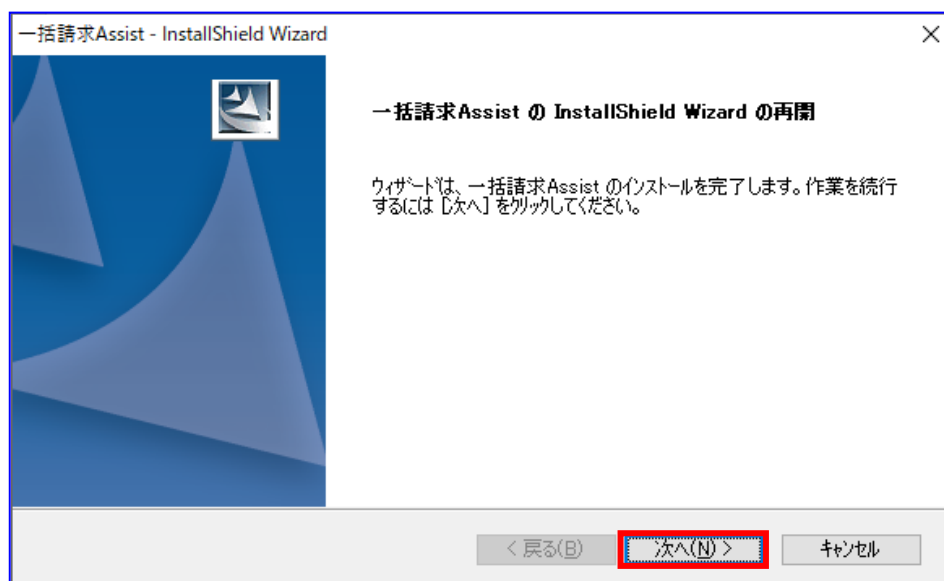 一括請求Assist - InstallShield Wizard
一括請求Assist の InstallShield Wizard の再開
ウィザードは、一括請求Assist のインストールを完了します。作業を続行
するには [次へ] をクリックしてください。
< 戻る(B) 次へ(N) > キャンセル